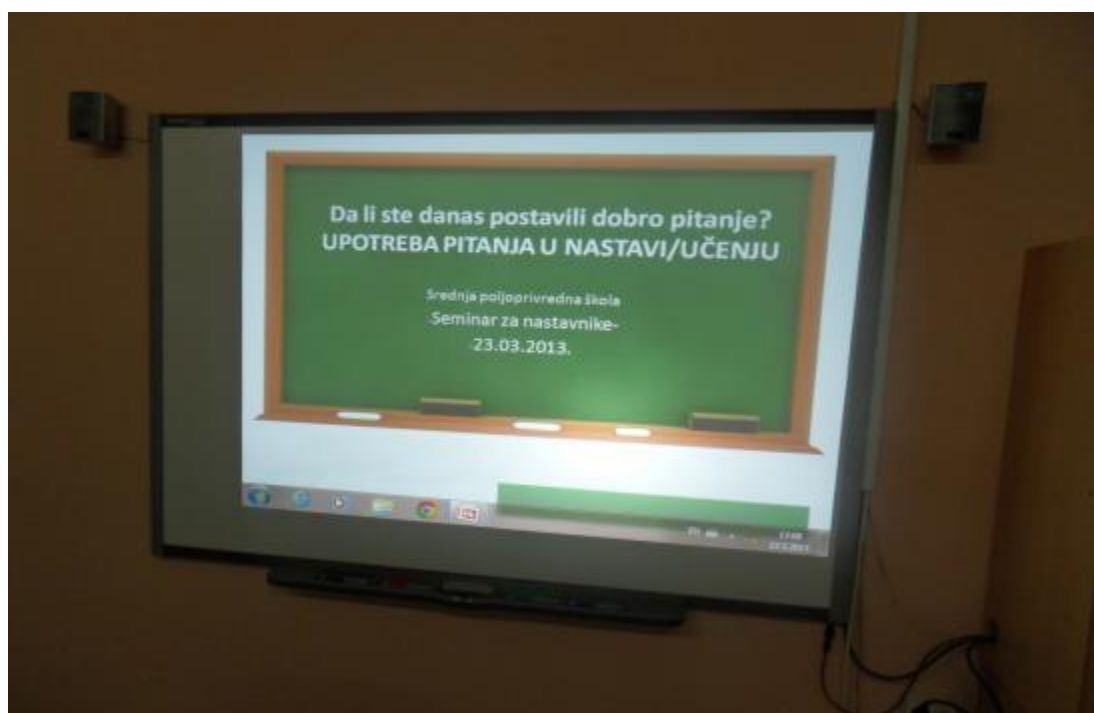 Da li ste danas postavili dobro pitanje?
UPOTREBA PITANJA U NASTAVI/UČENJU
Srednja poljoprivredna škola
-Seminar za nastavnike-
-23.03.2013.